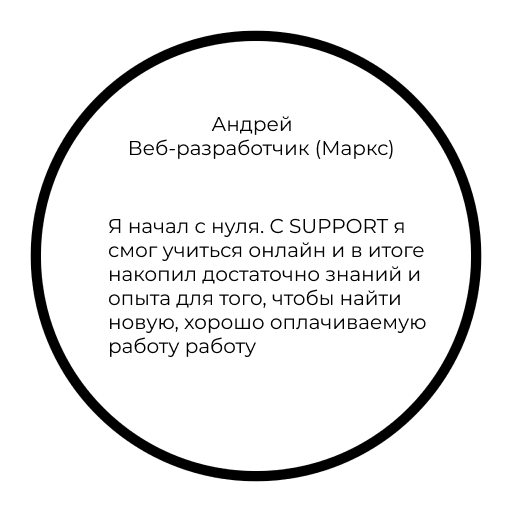 Андрей
Веб-разработчик (Маркс)
Я начал с нуля. С SUPPORT я
смог учиться онлайн и в итоге
накопил достаточно знаний и
опыта для того, чтобы найти
новую, хорошо оплачиваемую
работу работу